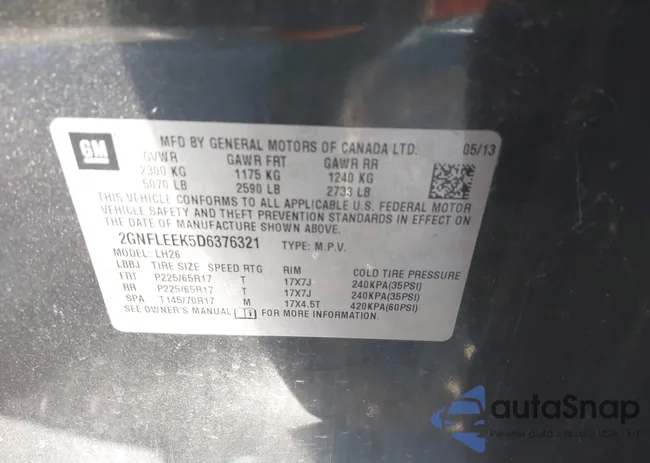 GM
MFD BY GENERAL MOTORS OF CANADA LTD. 05/13
GVWR GAWR FRT GAWR RR
2300 KG 1175 KG 1240 KG
5070 LB 2590 LB 2733 LB
THIS VEHICLE CONFORMS TO ALL APPLICABLE U.S. FEDERAL MOTOR
VEHICLE SAFETY AND THEFT PREVENTION STANDARDS IN EFFECT ON
THE DATE OF MANUFACTURE SHOWN ABOVE.
2GNFLEEK5D6376321 TYPE: M.P.V.
MODEL: LH26
LBBJ TIRE SIZE SPEED RTG RIM COLD TIRE PRESSURE
FRT P225/65R17 T 17X7J 240KPA(35PSI)
RR P225/65R17 T 17X7J 240KPA(35PSI)
SPA T145/70R17 M 17X4.5T 420KPA(60PSI)
SEE OWNER'S MANUAL FOR MORE INFORMATION.
autoSnap